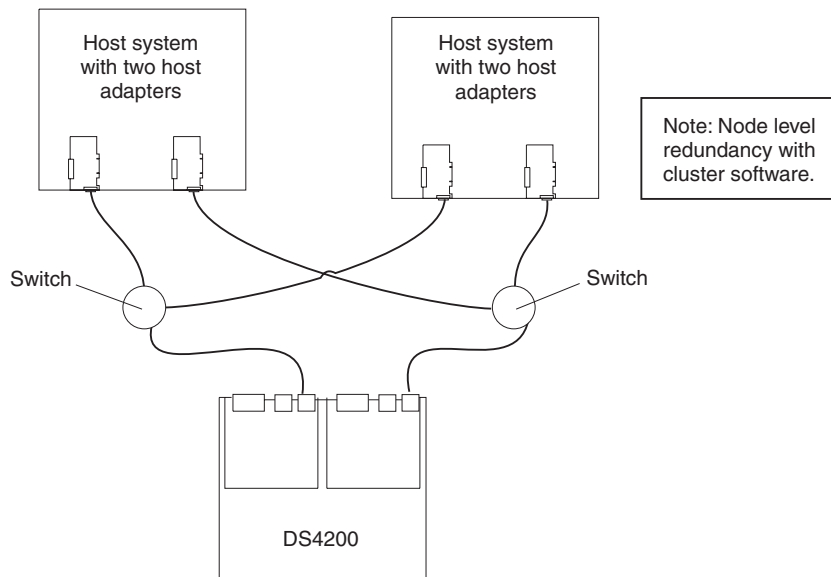 Host system
with two host
adapters
Host system
with two host
adapters
Note: Node level
redundancy with
cluster software.
Switch
Switch
DS4200